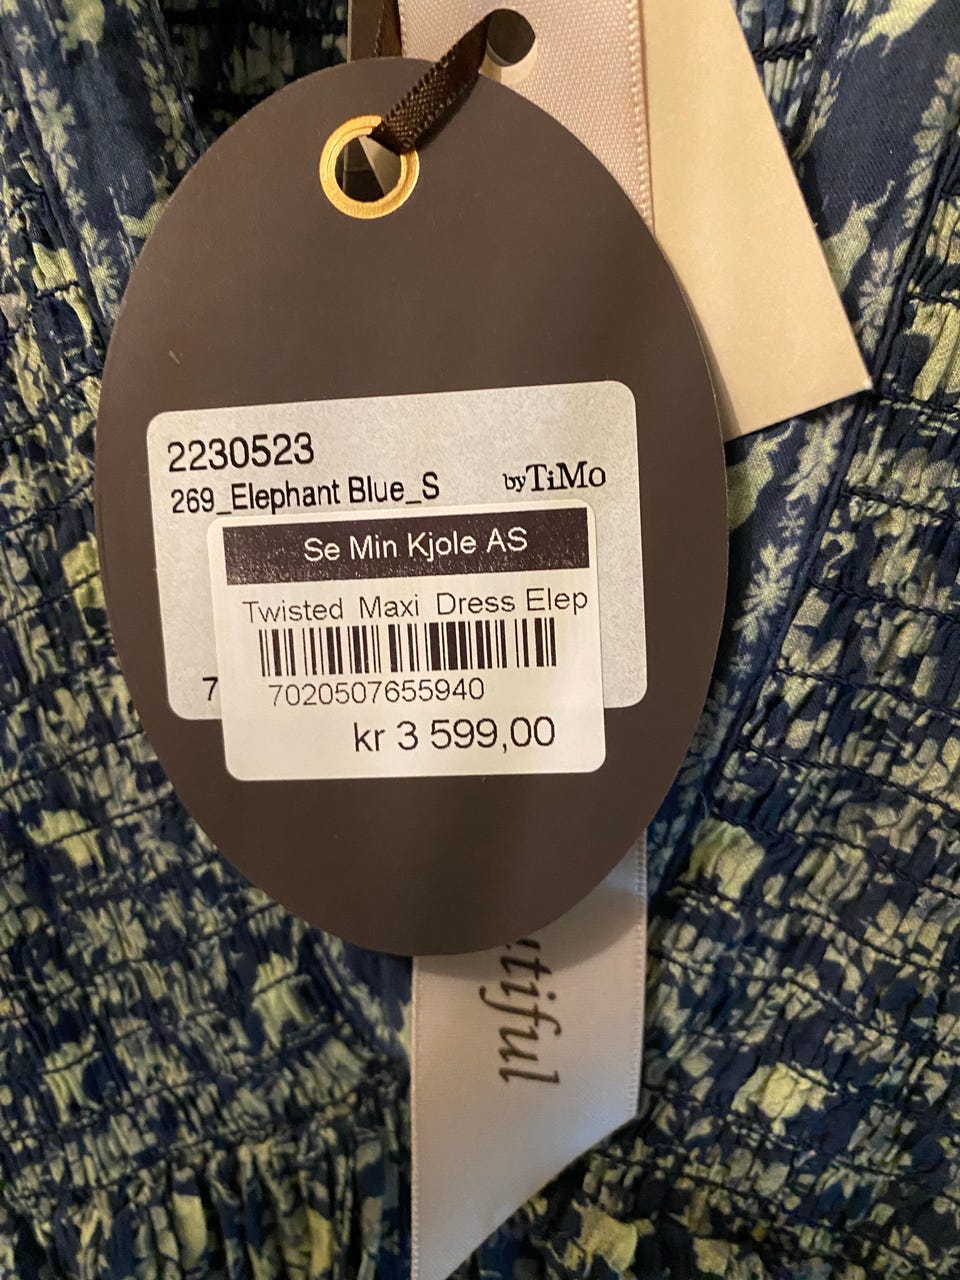 2230523
269_Elephant Blue_S
byTiMo
Se Min Kjole AS
Twisted Maxi Dress Elep
7
7020507655940
kr 3 599,00
tiful